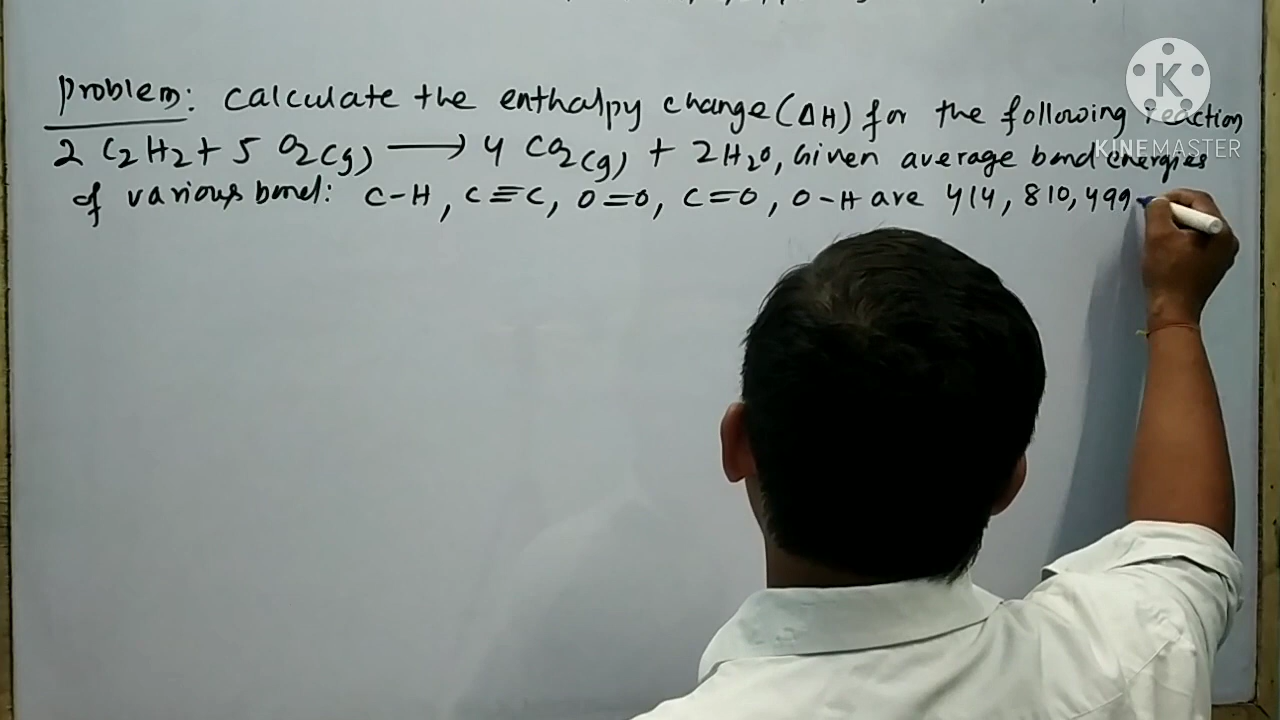 Problem: Calculate the enthalpy change (ΔH) for the following reaction
2 C2H2 + 5 O2(g) → 4 CO2(g) + 2H2O, Given average bond energies
of various bond: C-H, C≡C, O=O, C=O, O-H are 414, 810, 499
K
KINEMASTER